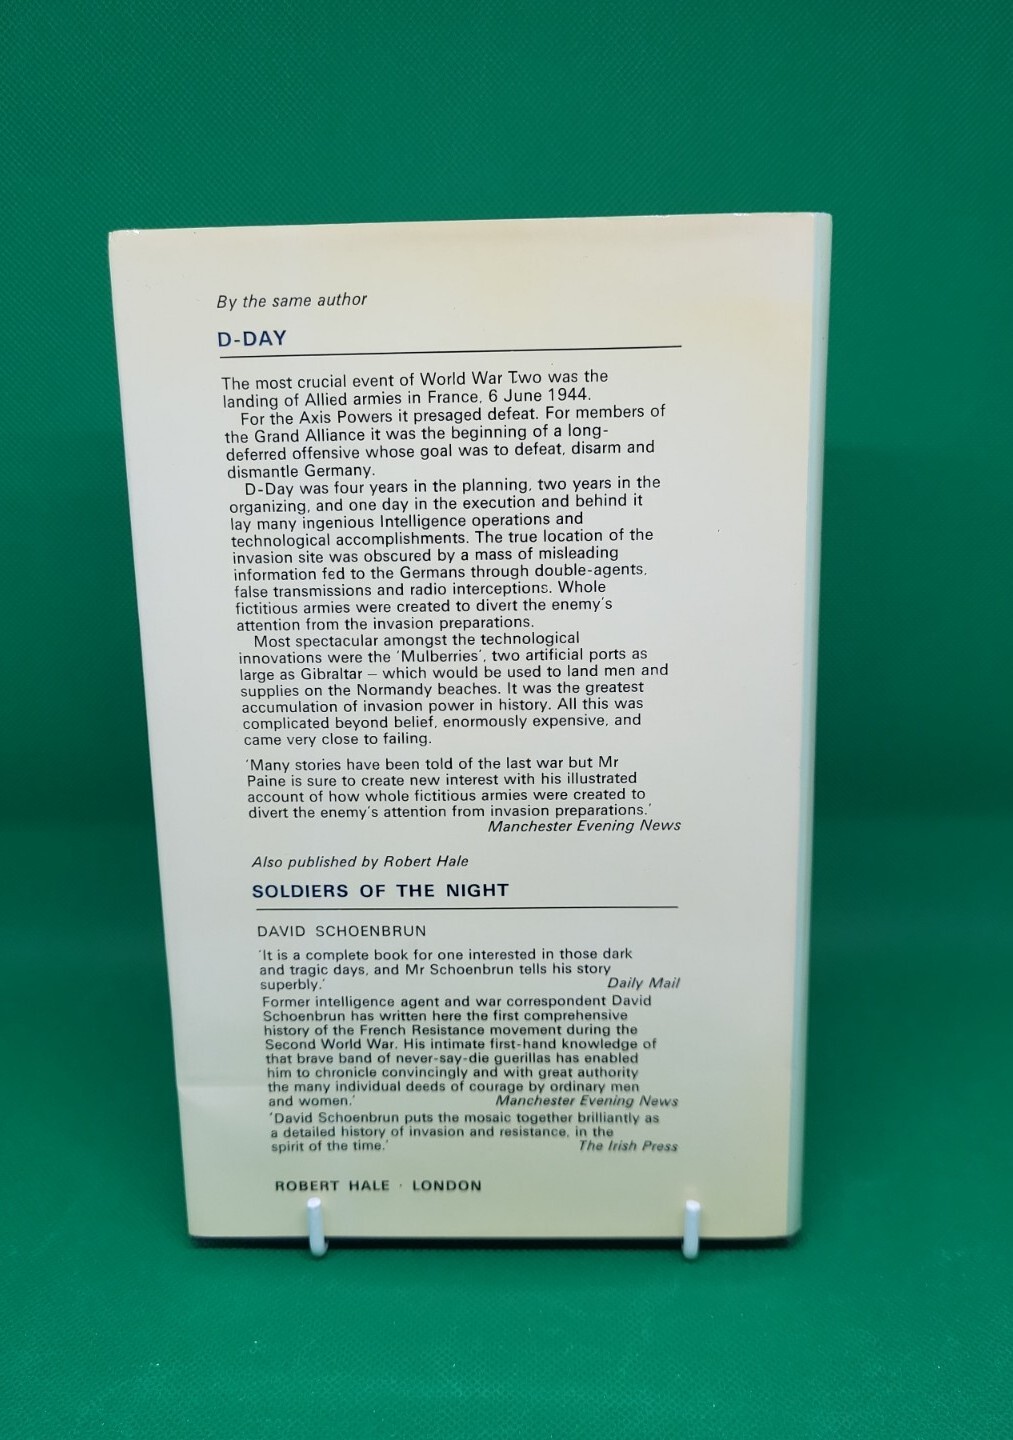 By the same author
D-DAY
The most crucial event of World War Two was the
landing of Allied armies in France, 6 June 1944.
For the Axis Powers it presaged defeat. For members of
the Grand Alliance it was the beginning of a long-
deferred offensive whose goal was to defeat, disarm and
dismantle Germany.
D-Day was four years in the planning, two years in the
organizing, and one day in the execution and behind it
lay many ingenious Intelligence operations and
technological accomplishments. The true location of the
invasion site was obscured by a mass of misleading
information fed to the Germans through double-agents,
false transmissions and radio interceptions. Whole
fictitious armies were created to divert the enemy's
attention from the invasion preparations.
Most spectacular amongst the technological
innovations were the 'Mulberries', two artificial ports as
large as Gibraltar – which would be used to land men and
supplies on the Normandy beaches. It was the greatest
accumulation of invasion power in history. All this was
complicated beyond belief, enormously expensive, and
came very close to failing.
'Many stories have been told of the last war but Mr
Paine is sure to create new interest with his illustrated
account of how whole fictitious armies were created to
divert the enemy's attention from invasion preparations.'
Manchester Evening News
Also published by Robert Hale
SOLDIERS OF THE NIGHT
DAVID SCHOENBRUN
'It is a complete book for one interested in those dark
and tragic days, and Mr Schoenbrun tells his story
superbly.' Daily Mail
Former intelligence agent and war correspondent David
Schoenbrun has written here the first comprehensive
history of the French Resistance movement during the
Second World War. His intimate first-hand knowledge of
that brave band of never-say-die guerillas has enabled
him to chronicle convincingly and with great authority
the many individual deeds of courage by ordinary men
and women.' Manchester Evening News
'David Schoenbrun puts the mosaic together brilliantly as
a detailed history of invasion and resistance, in the
spirit of the time.' The Irish Press
ROBERT HALE · LONDON